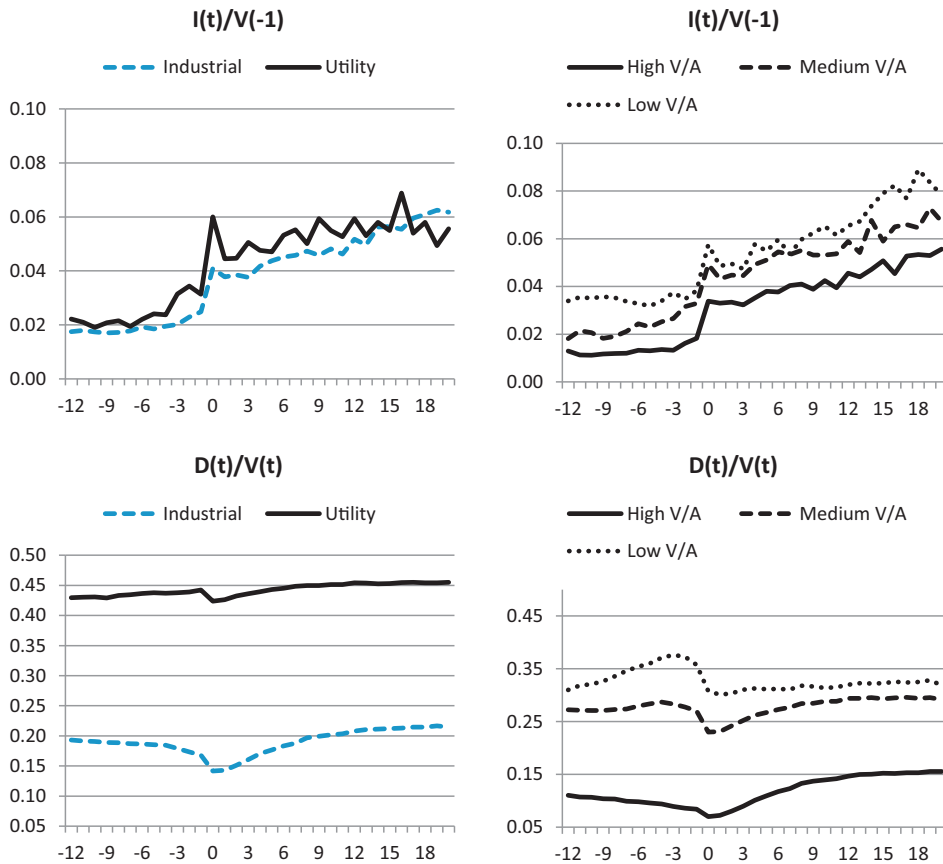 I(t)/V(-1)
Industrial Utility
0.10
0.08
0.06
0.04
0.02
0.00
-12 -9 -6 -3 0 3 6 9 12 15 18
I(t)/V(-1)
High V/A Medium V/A
Low V/A
0.10
0.08
0.06
0.04
0.02
0.00
-12 -9 -6 -3 0 3 6 9 12 15 18
D(t)/V(t)
Industrial Utility
0.50
0.45
0.40
0.35
0.30
0.25
0.20
0.15
0.10
0.05
-12 -9 -6 -3 0 3 6 9 12 15 18
D(t)/V(t)
High V/A Medium V/A
Low V/A
0.45
0.35
0.25
0.15
0.05
-12 -9 -6 -3 0 3 6 9 12 15 18